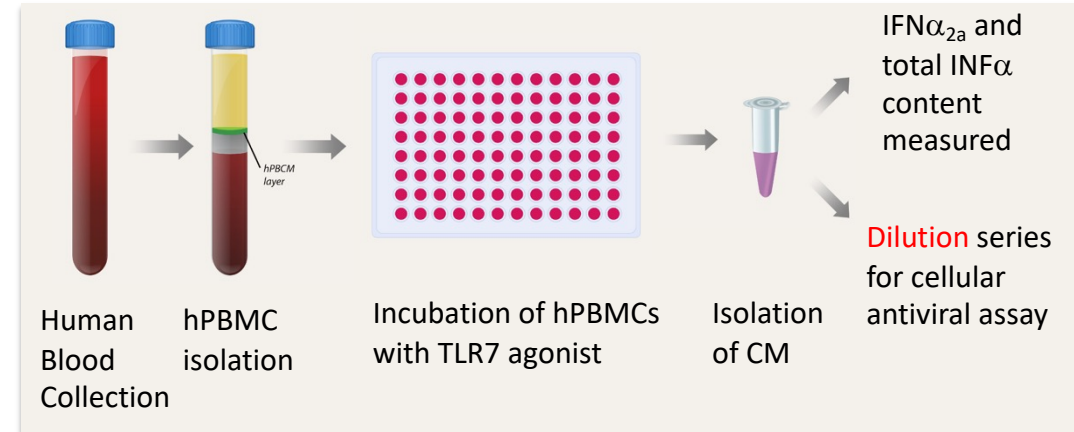 Human
Blood
Collection
hPBMC
isolation
hPBCM
layer
Incubation of hPBMCs
with TLR7 agonist
Isolation
of CM
IFNα2a and
total INFα
content
measured
Dilution series
for cellular
antiviral assay